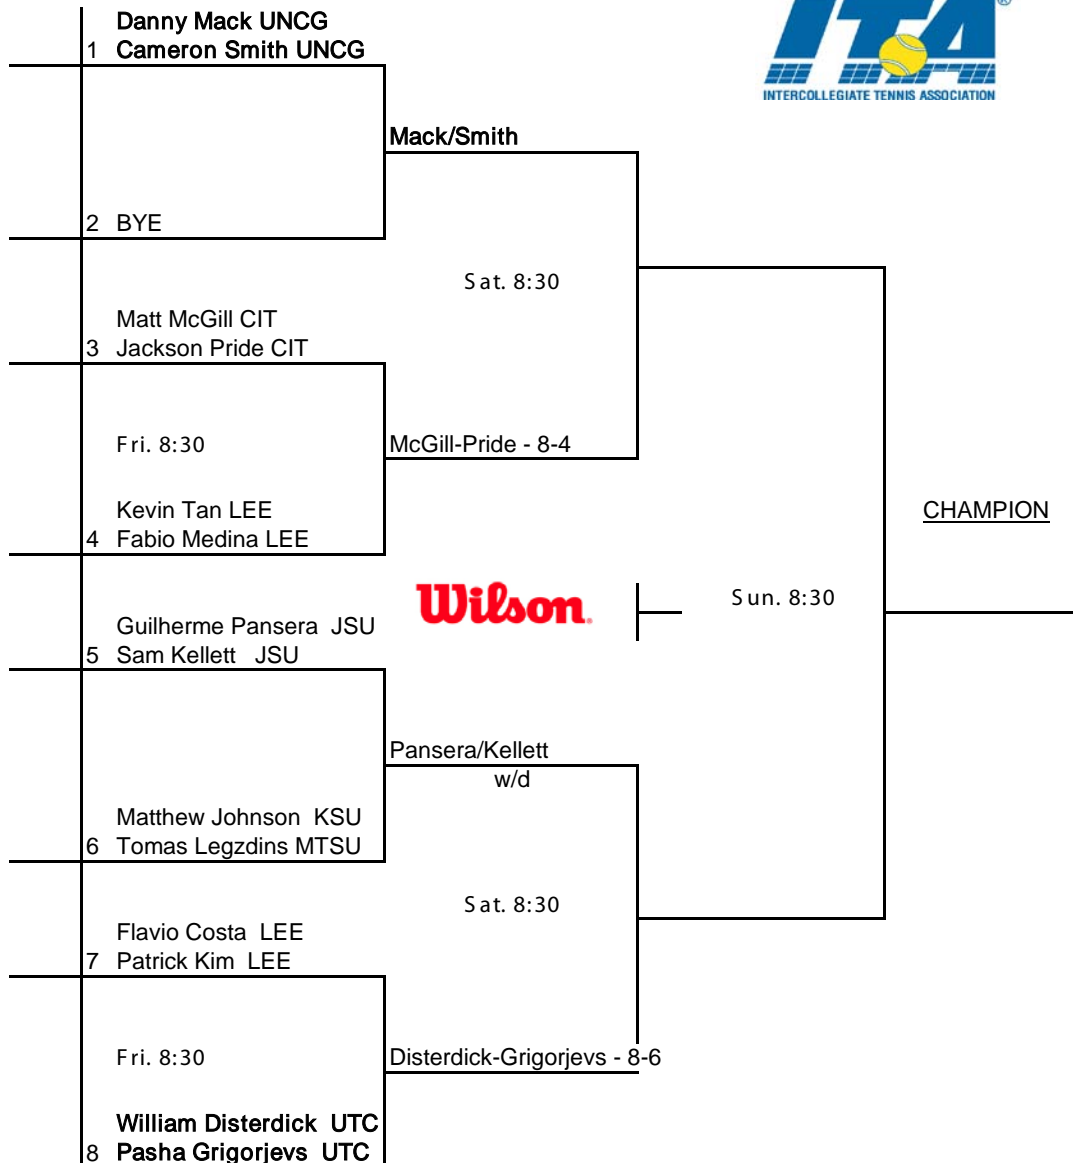 Danny Mack UNCG
1 Cameron Smith UNCG
ITA®
INTERCOLLEGIATE TENNIS ASSOCIATION
Mack/Smith
2 BYE
Sat. 8:30
Matt McGill CIT
3 Jackson Pride CIT
Fri. 8:30
McGill-Pride - 8-4
Kevin Tan LEE
4 Fabio Medina LEE
CHAMPION
Wilson.
Sun. 8:30
Guilherme Pansera JSU
5 Sam Kellett JSU
Pansera/Kellett
w/d
Matthew Johnson KSU
6 Tomas Legzdins MTSU
Sat. 8:30
Flavio Costa LEE
7 Patrick Kim LEE
Fri. 8:30
Disterdick-Grigorjevs - 8-6
William Disterdick UTC
8 Pasha Grigorjevs UTC